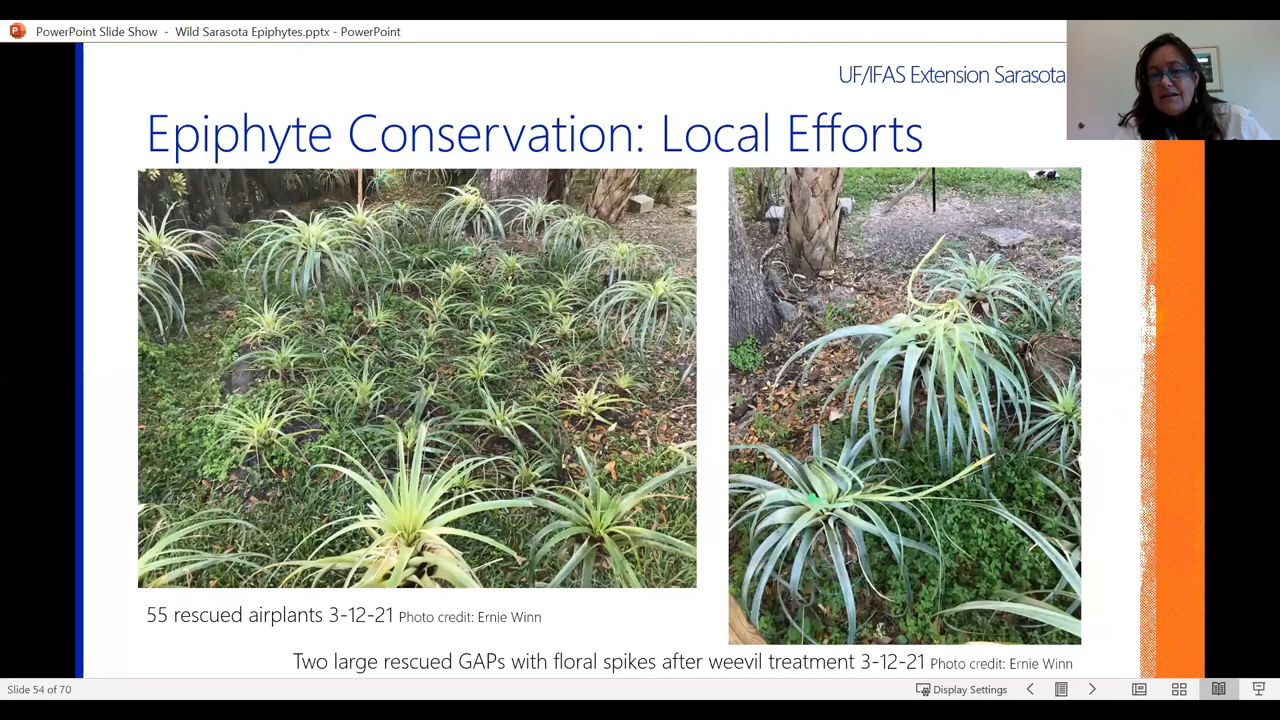 PowerPoint Slide Show - Wild Sarasota Epiphytes.pptx - PowerPoint
UF/IFAS Extension Sarasota
Epiphyte Conservation: Local Efforts
55 rescued airplants 3-12-21 Photo credit: Ernie Winn
Two large rescued GAPs with floral spikes after weevil treatment 3-12-21 Photo credit: Ernie Winn
Slide 54 of 70
Display Settings